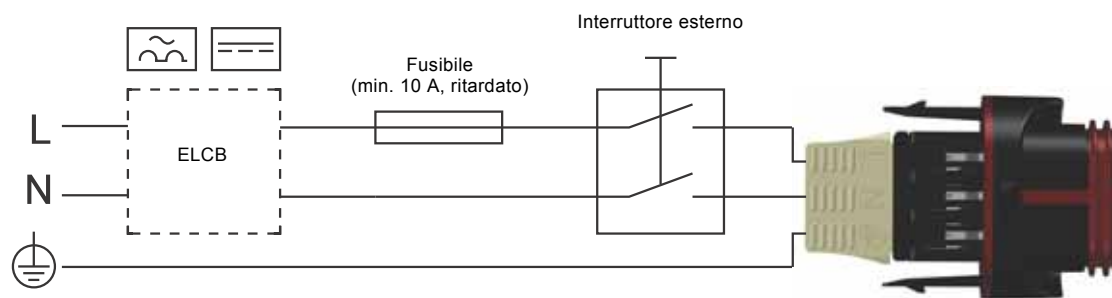 Interruttore esterno
Fusibile
(min. 10 A, ritardato)
L
ELCB
N